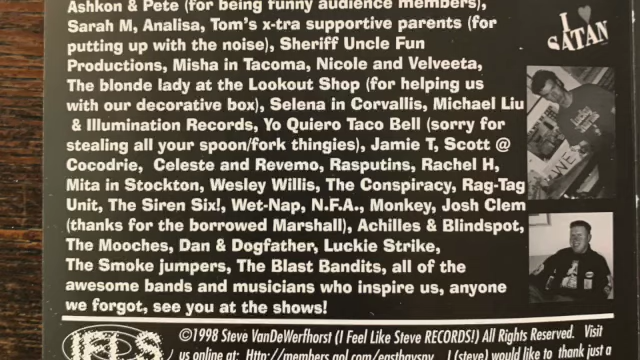 Ashkon & Pete (for being funny audience members),
Sarah M, Analisa, Tom's x-tra supportive parents (for
putting up with the noise), Sheriff Uncle Fun
Productions, Misha in Tacoma, Nicole and Velveeta,
The blonde lady at the Lookout Shop (for helping us
with our decorative box), Selena in Corvallis, Michael Liu
& Illumination Records, Yo Quiero Taco Bell (sorry for
stealing all your spoon/fork thingies), Jamie T, Scott @
Cocodrie, Celeste and Revemo, Rasputins, Rachel H,
Mita in Stockton, Wesley Willis, The Conspiracy, Rag-Tag
Unit, The Siren Six!, Wet-Nap, N.F.A., Monkey, Josh Clem
(thanks for the borrowed Marshall), Achilles & Blindspot,
The Mooches, Dan & Dogfather, Luckie Strike,
The Smoke jumpers, The Blast Bandits, all of the
awesome bands and musicians who inspire us, anyone
we forgot, see you at the shows!
I
SATAN
IFLS
©1998 Steve VanDeWerfhorst (I Feel Like Steve RECORDS!) All Rights Reserved. Visit
us online at: Http://members.aol.com/eastbayspy I (steve) would like to thank just a